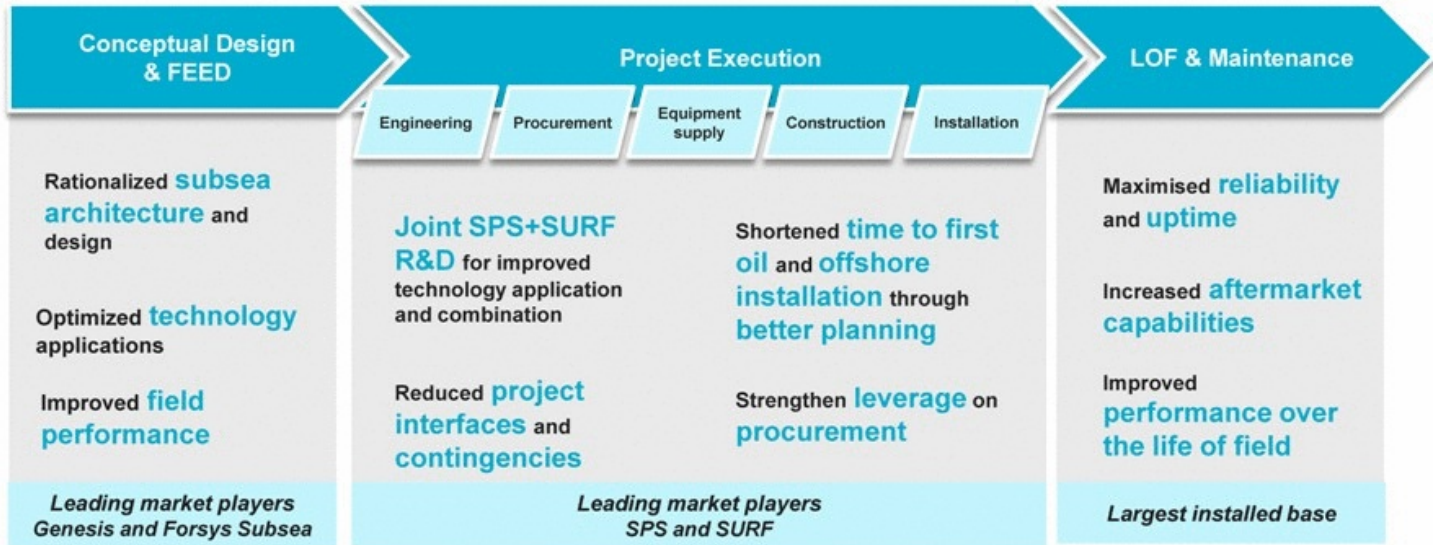 Conceptual Design
& FEED
Project Execution
LOF & Maintenance
Engineering
Procurement
Equipment
supply
Construction
Installation
Rationalized subsea
architecture and
design
Optimized technology
applications
Improved field
performance
Joint SPS+SURF
R&D for improved
technology application
and combination
Reduced project
interfaces and
contingencies
Shortened time to first
oil and offshore
installation through
better planning
Strengthen leverage on
procurement
Maximised reliability
and uptime
Increased aftermarket
capabilities
Improved
performance over
the life of field
Leading market players
Genesis and Forsys Subsea
Leading market players
SPS and SURF
Largest installed base